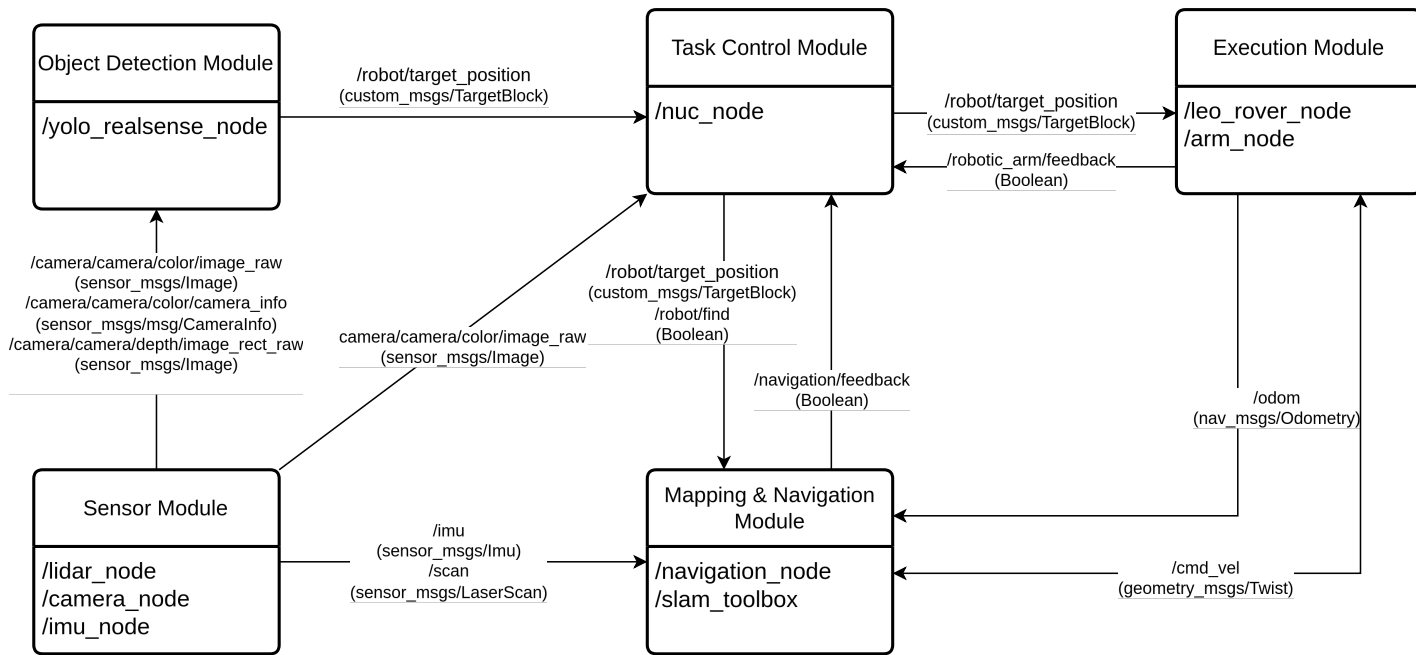 Object Detection Module
/yolo_realsense_node
/robot/target_position
(custom_msgs/TargetBlock)
Task Control Module
/nuc_node
/robot/target_position
(custom_msgs/TargetBlock)
/robotic_arm/feedback
(Boolean)
Execution Module
/leo_rover_node
/arm_node
/camera/camera/color/image_raw
(sensor_msgs/Image)
/camera/camera/color/camera_info
(sensor_msgs/msg/CameraInfo)
/camera/camera/depth/image_rect_raw
(sensor_msgs/Image)
camera/camera/color/image_raw
(sensor_msgs/Image)
/robot/target_position
(custom_msgs/TargetBlock)
/robot/find
(Boolean)
/navigation/feedback
(Boolean)
/odom
(nav_msgs/Odometry)
Sensor Module
/lidar_node
/camera_node
/imu_node
/imu
(sensor_msgs/Imu)
/scan
(sensor_msgs/LaserScan)
Mapping & Navigation
Module
/navigation_node
/slam_toolbox
/cmd_vel
(geometry_msgs/Twist)